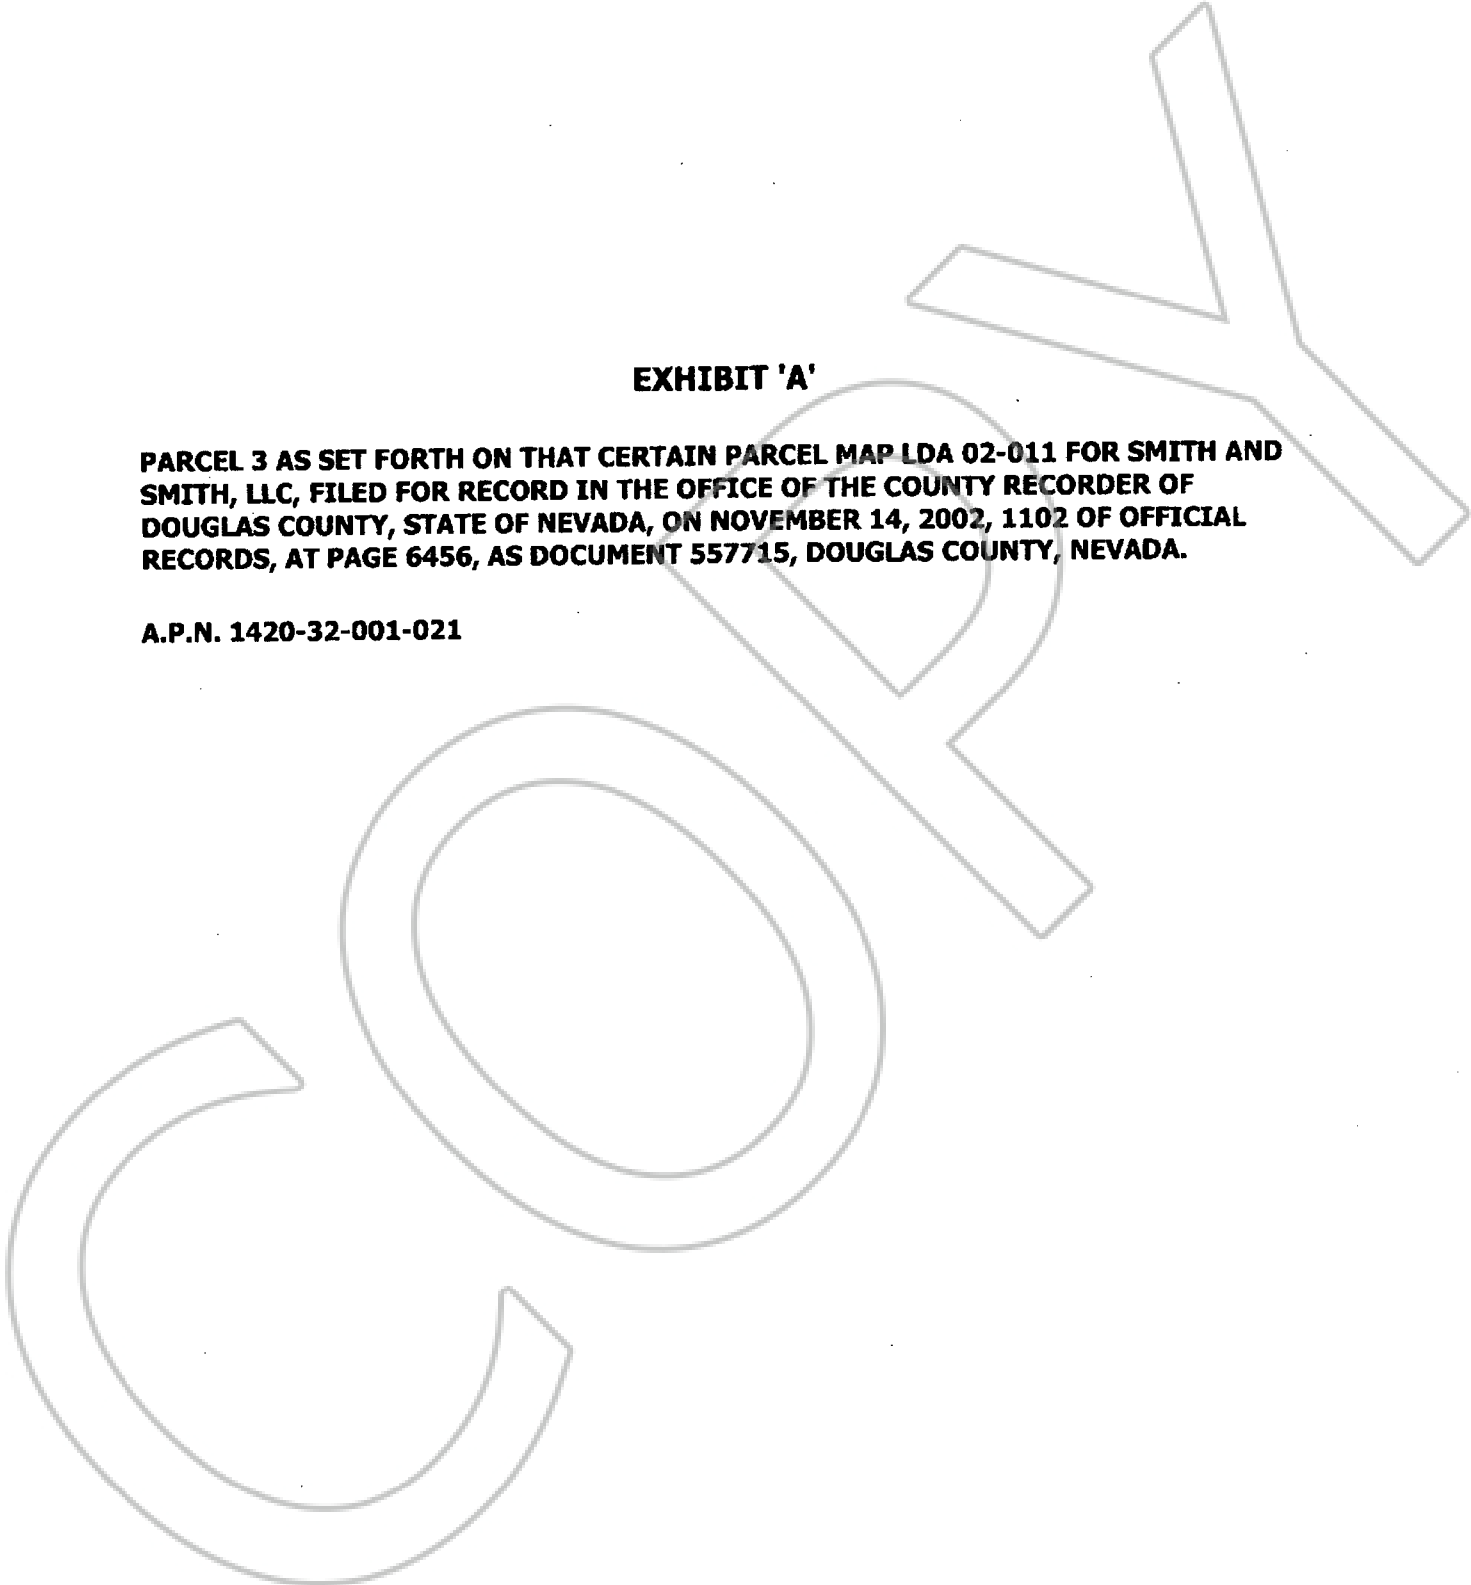 EXHIBIT 'A'
PARCEL 3 AS SET FORTH ON THAT CERTAIN PARCEL MAP LDA 02-011 FOR SMITH AND
SMITH, LLC, FILED FOR RECORD IN THE OFFICE OF THE COUNTY RECORDER OF
DOUGLAS COUNTY, STATE OF NEVADA, ON NOVEMBER 14, 2002, 1102 OF OFFICIAL
RECORDS, AT PAGE 6456, AS DOCUMENT 557715, DOUGLAS COUNTY, NEVADA.
A.P.N. 1420-32-001-021
COPY